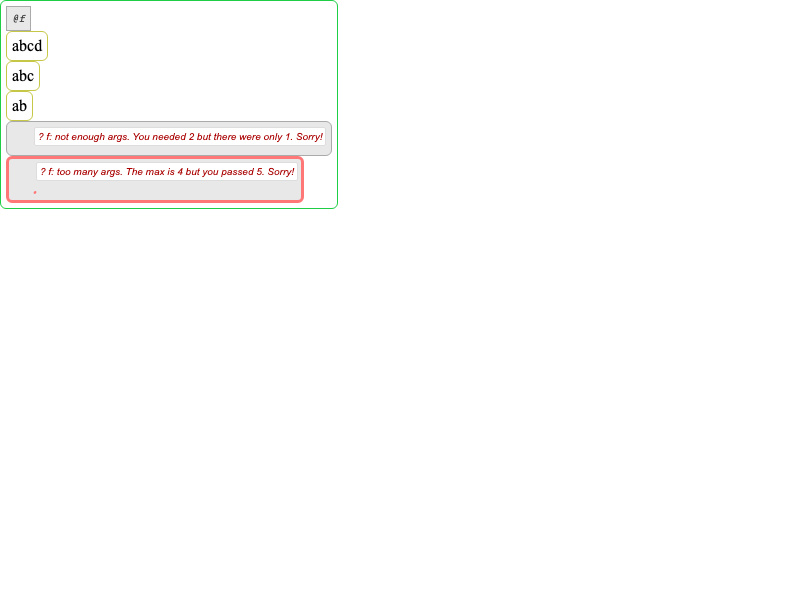 @f
abcd
abc
ab
? f: not enough args. You needed 2 but there were only 1. Sorry!
? f: too many args. The max is 4 but you passed 5. Sorry!